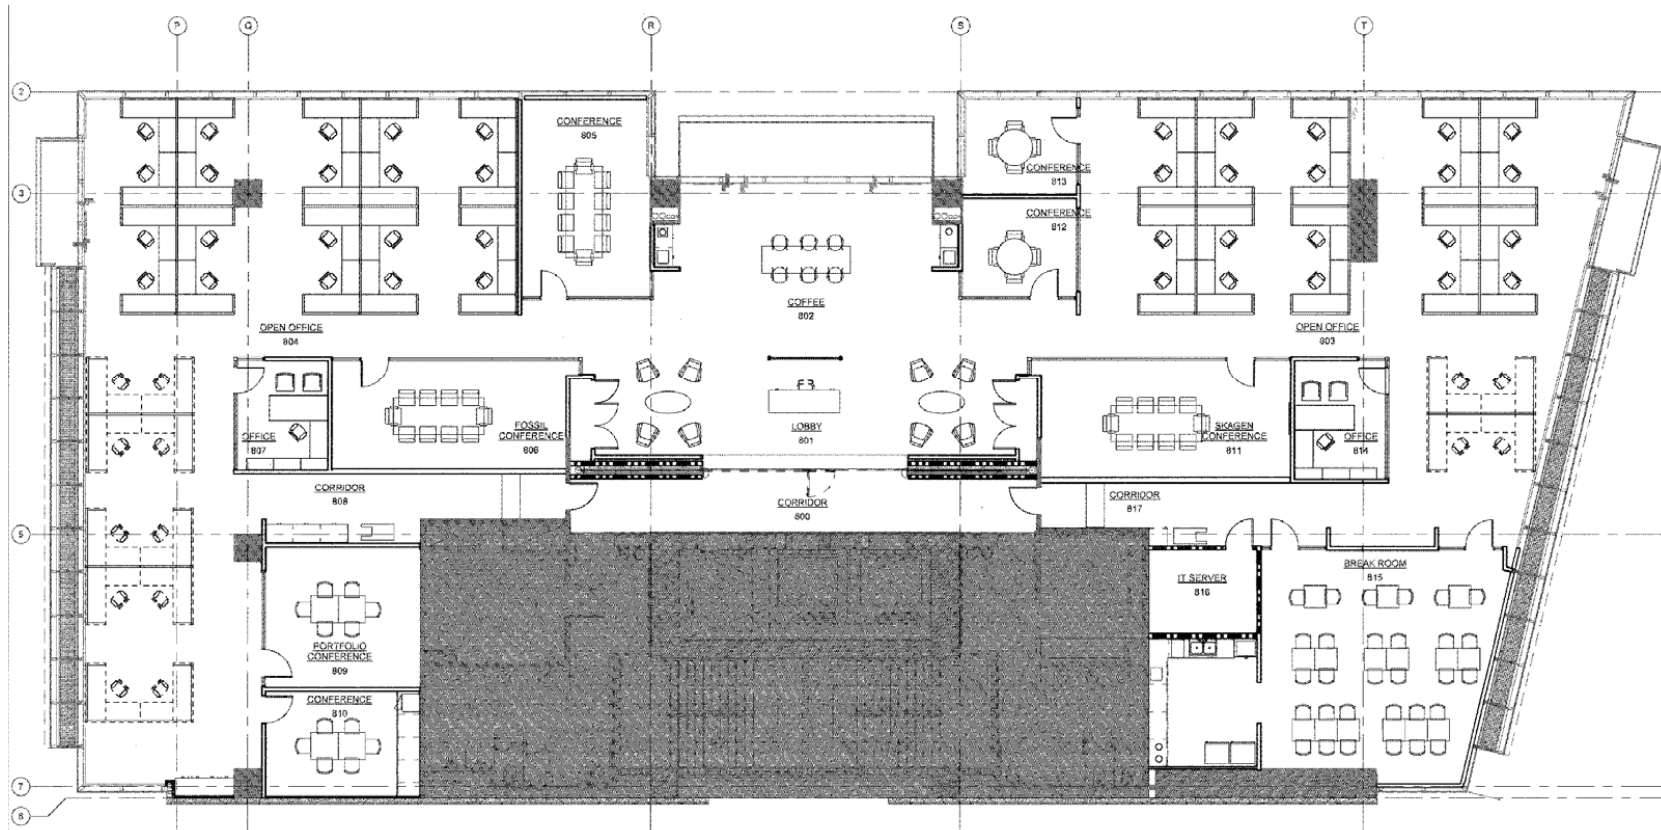 P
Q
R
S
T
2
3
5
7
8
CONFERENCE
805
CONFERENCE
813
CONFERENCE
812
COFFEE
802
OPEN OFFICE
804
OPEN OFFICE
803
OFFICE
807
FOSSIL
CONFERENCE
806
LOBBY
801
SKAGEN
CONFERENCE
811
OFFICE
814
CORRIDOR
808
CORRIDOR
800
CORRIDOR
817
IT SERVER
816
BREAK ROOM
815
PORTFOLIO
CONFERENCE
809
CONFERENCE
810